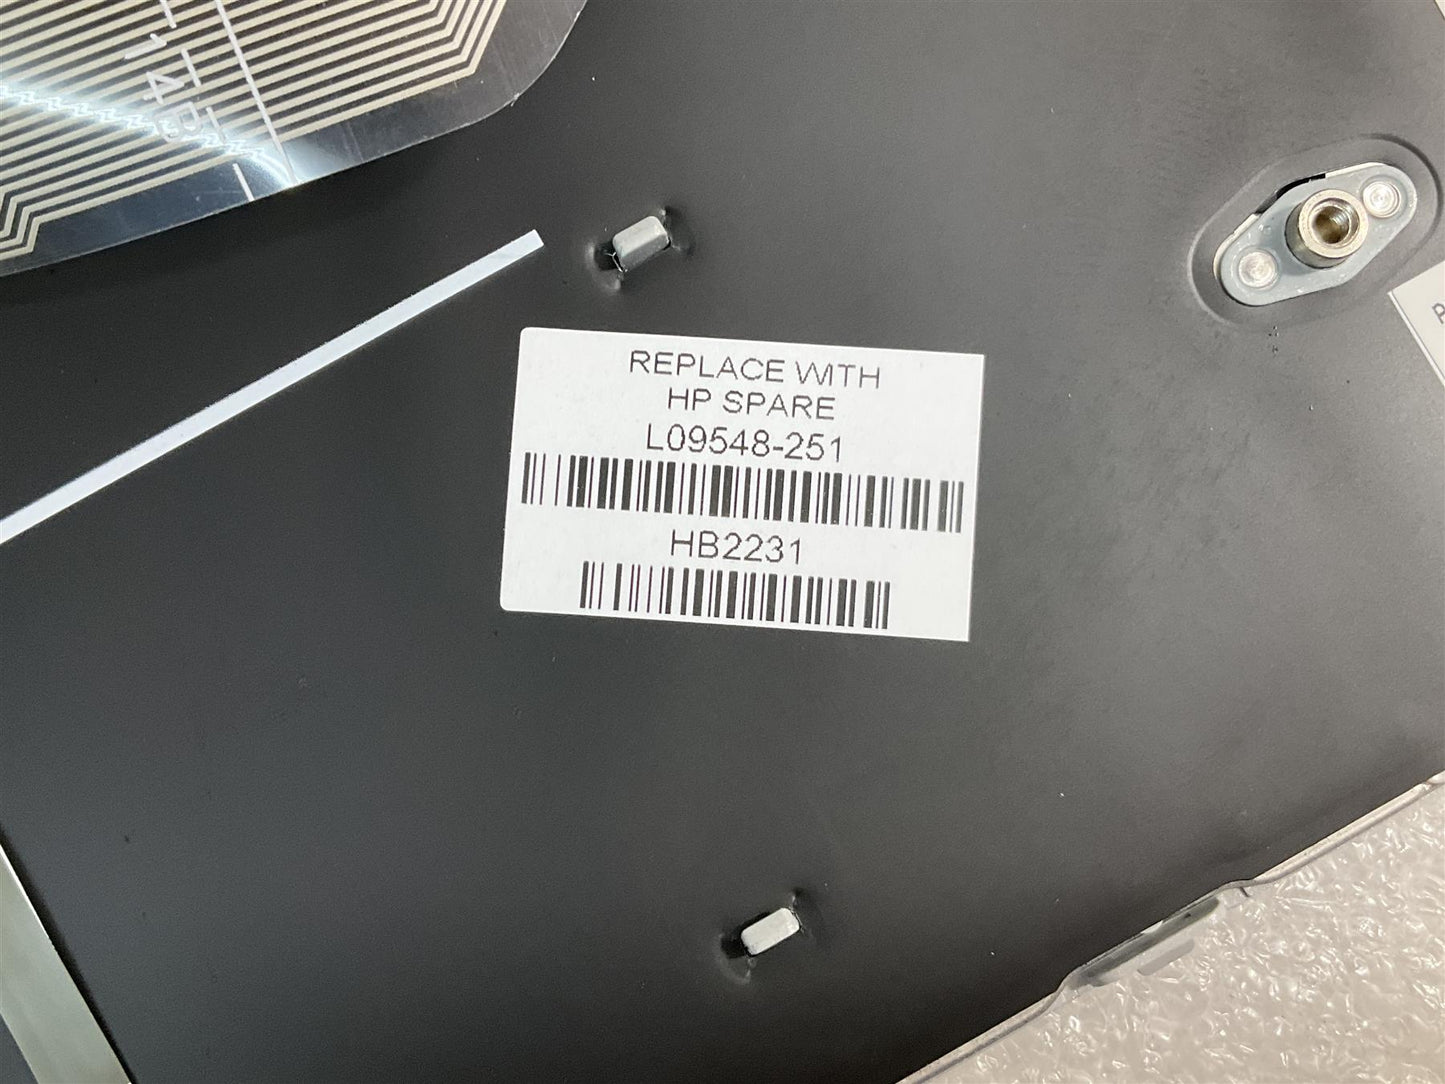 REPLACE WITH
HP SPARE
L09548-251
HB2231